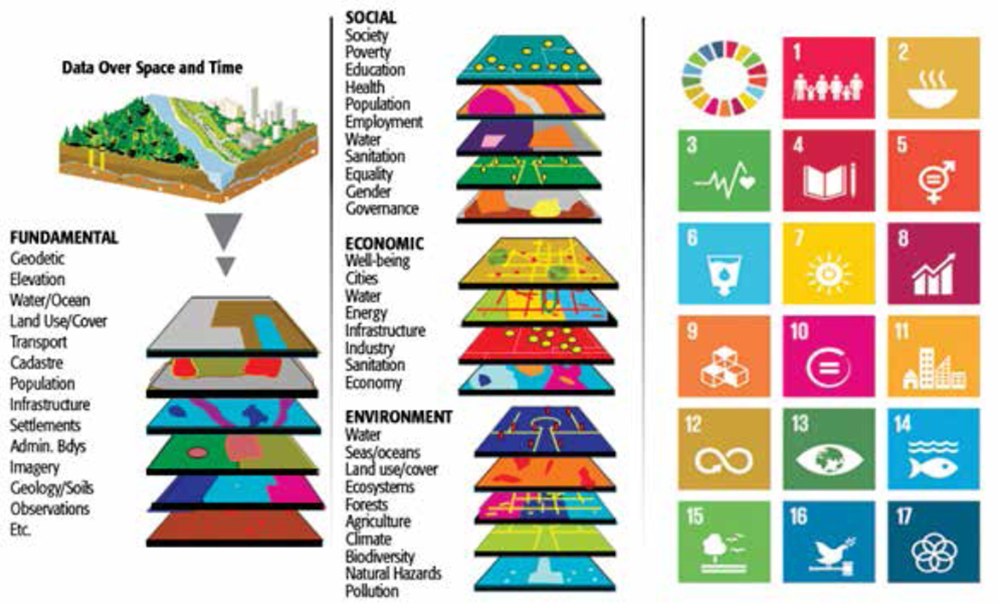 Data Over Space and Time
FUNDAMENTAL
Geodetic
Elevation
Water/Ocean
Land Use/Cover
Transport
Cadastre
Population
Infrastructure
Settlements
Admin. Bdys
Imagery
Geology/Soils
Observations
Etc.
SOCIAL
Society
Poverty
Education
Health
Population
Employment
Water
Sanitation
Equality
Gender
Governance
ECONOMIC
Well-being
Cities
Water
Energy
Infrastructure
Industry
Sanitation
Economy
ENVIRONMENT
Water
Seas/oceans
Land use/cover
Ecosystems
Forests
Agriculture
Climate
Biodiversity
Natural Hazards
Pollution
1
2
3
4
5
6
7
8
9
10
11
12
13
14
15
16
17